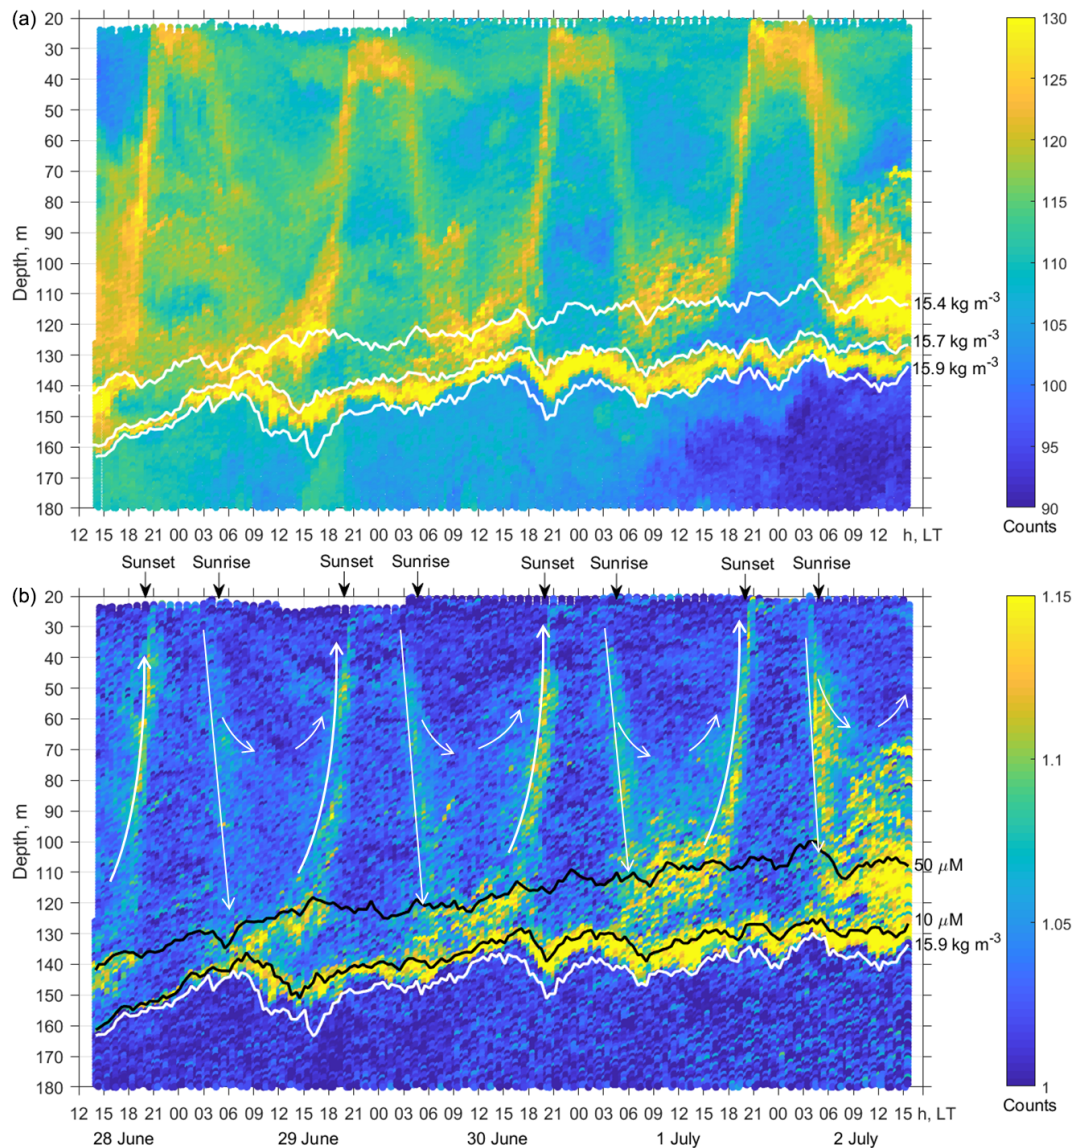 (a)
20
30
40
50
60
70
80
90
100
110
120
130
140
150
160
170
180
Depth, m
15.4 kg m-3
15.7 kg m-3
15.9 kg m-3
130
125
120
115
110
105
100
95
90
Counts
12 15 18 21 00 03 06 09 12 15 18 21 00 03 06 09 12 15 18 21 00 03 06 09 12 15 18 21 00 03 06 09 12 h, LT
Sunset Sunrise Sunset Sunrise Sunset Sunrise Sunset Sunrise
(b)
20
30
40
50
60
70
80
90
100
110
120
130
140
150
160
170
180
Depth, m
50 μM
10 μM
15.9 kg m-3
1.15
1.1
1.05
1
Counts
12 15 18 21 00 03 06 09 12 15 18 21 00 03 06 09 12 15 18 21 00 03 06 09 12 15 18 21 00 03 06 09 12 15 h, LT
28 June 29 June 30 June 1 July 2 July